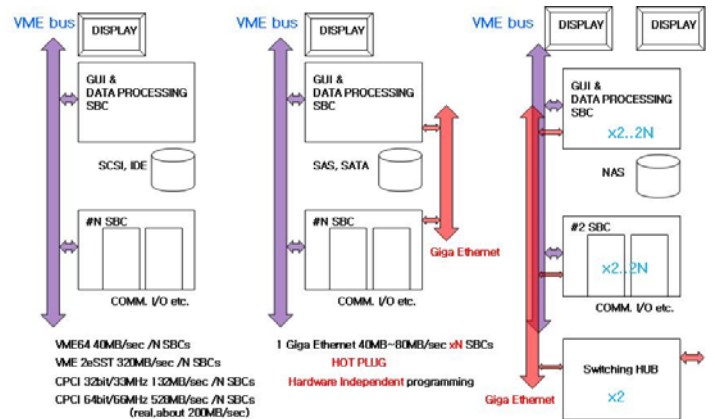 VME bus
DISPLAY
GUI &
DATA PROCESSING
SBC
SCSI, IDE
#N SBC
COMM. I/O etc.
VME64 40MB/sec /N SBCs
VME 2eSST 320MB/sec /N SBCs
CPCI 32bit/33MHz 132MB/sec /N SBCs
CPCI 64bit/66MHz 528MB/sec /N SBCs
(real,about 200MB/sec)
VME bus
DISPLAY
GUI &
DATA PROCESSING
SBC
SAS, SATA
#N SBC
Giga Ethernet
COMM. I/O etc.
1 Giga Ethernet 40MB~80MB/sec xN SBCs
HOT PLUG
Hardware Independent programming
VME bus
DISPLAY
DISPLAY
GUI &
DATA PROCESSING
SBC
x2..2N
NAS
#2 SBC
x2..2N
COMM. I/O etc.
Switching HUB
x2
Giga Ethernet